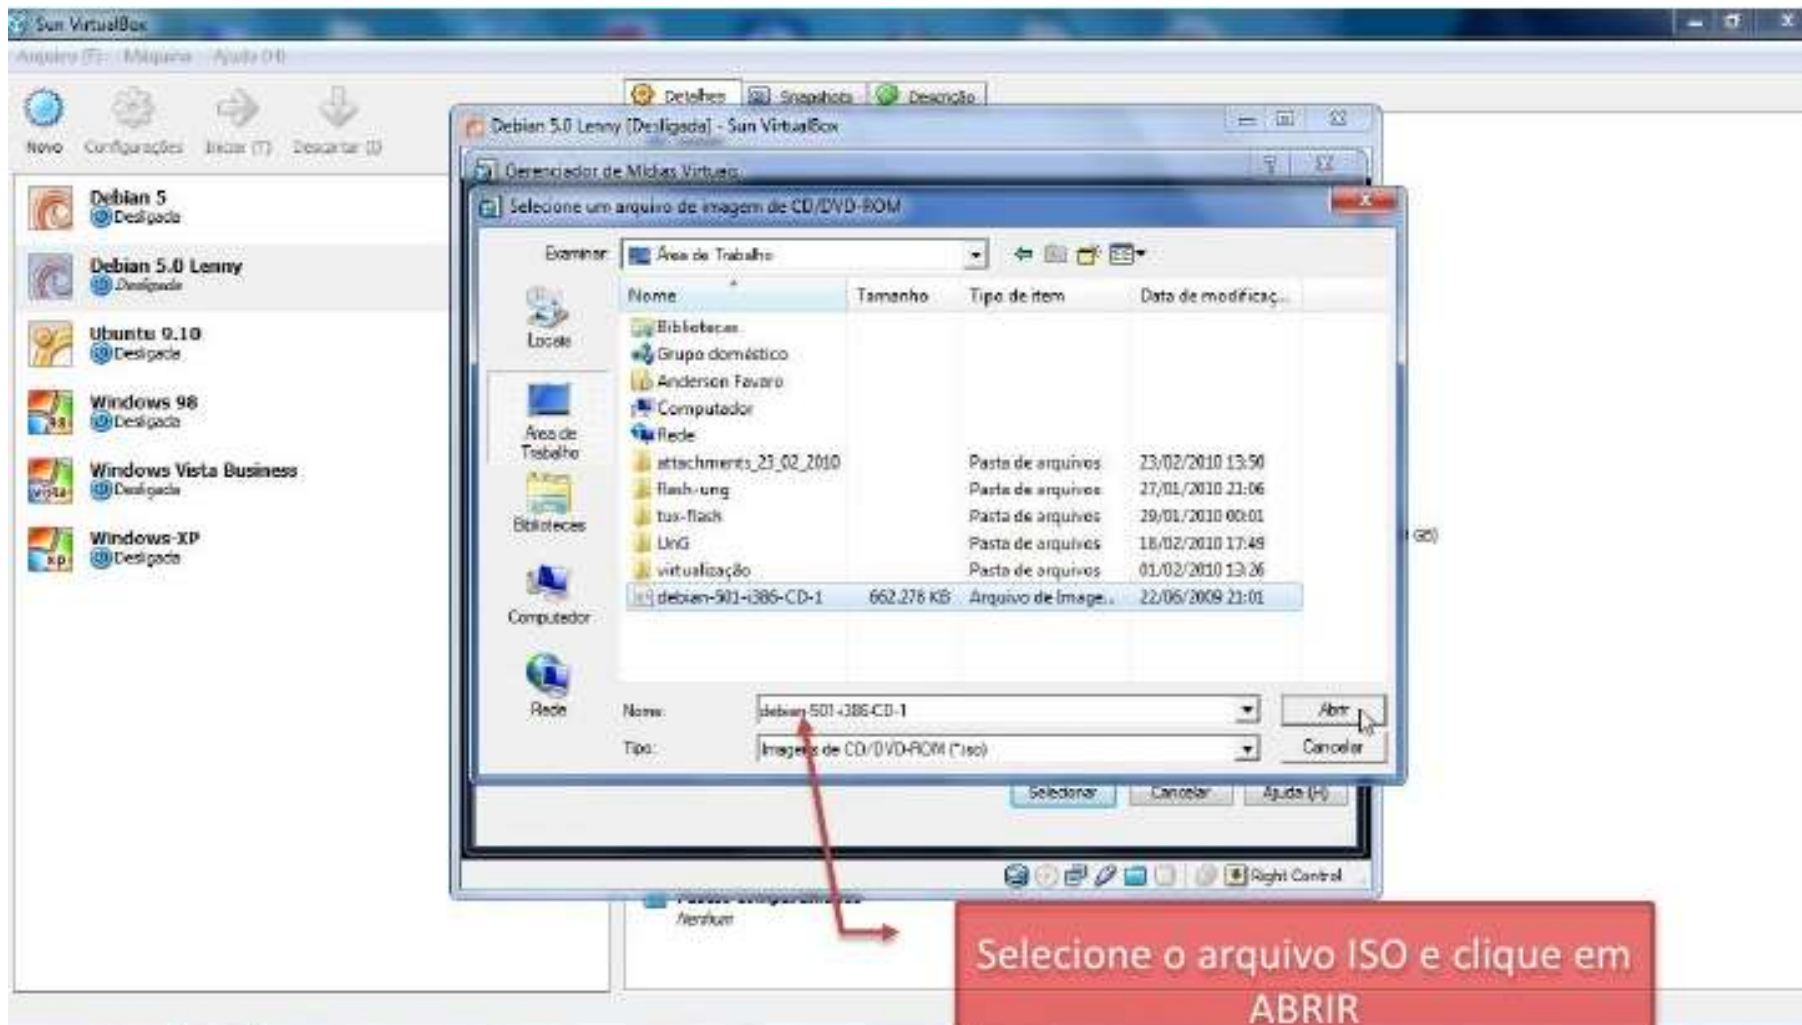 Sun VirtualBox
Arquivo (F) Máquina Ajuda (H)
Detalhes Snapshots Descrição
Novo Configurações Iniciar (T) Descartar (I)
Debian 5
Desligada
Debian 5.0 Lenny
Desligada
Ubuntu 9.10
Desligada
Windows 98
Desligada
Windows Vista Business
Desligada
Windows-XP
Desligada
Debian 5.0 Lenny [Desligada] - Sun VirtualBox
Gerenciador de Mídias Virtuais
Selecione um arquivo de imagem de CD/DVD-ROM
Examinar: Área de Trabalho
Locais
Área de
Trabalho
Bibliotecas
Computador
Rede
Nome Tamanho Tipo de item Data de modificaç...
Bibliotecas
Grupo doméstico
Anderson Favaro
Computador
Rede
attachments_23_02_2010 Pasta de arquivos 23/02/2010 13:50
flash-ung Pasta de arquivos 27/01/2010 21:06
tux-flash Pasta de arquivos 29/01/2010 00:01
UnG Pasta de arquivos 18/02/2010 17:49
virtualização Pasta de arquivos 01/02/2010 13:26
debian-501-i386-CD-1 662.278 KB Arquivo de Image... 22/06/2009 21:01
Nome: debian-501-i386-CD-1 Abrir
Tipo: Imagens de CD/DVD-ROM (*.iso) Cancelar
Selecionar Cancelar Ajuda (H)
Right Control
Nenhum
Selecione o arquivo ISO e clique em
ABRIR